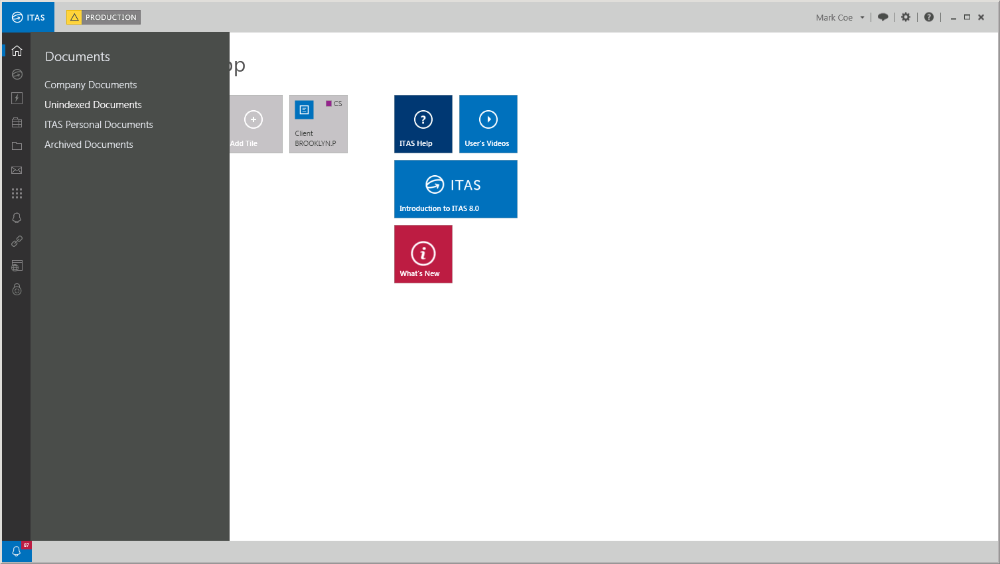 ITAS
PRODUCTION
Mark Coe
Documents
Company Documents
Unindexed Documents
ITAS Personal Documents
Archived Documents
op
Add Tile
CS
Client
BROOKLYN.P
ITAS Help
User's Videos
ITAS
Introduction to ITAS 8.0
What's New
87